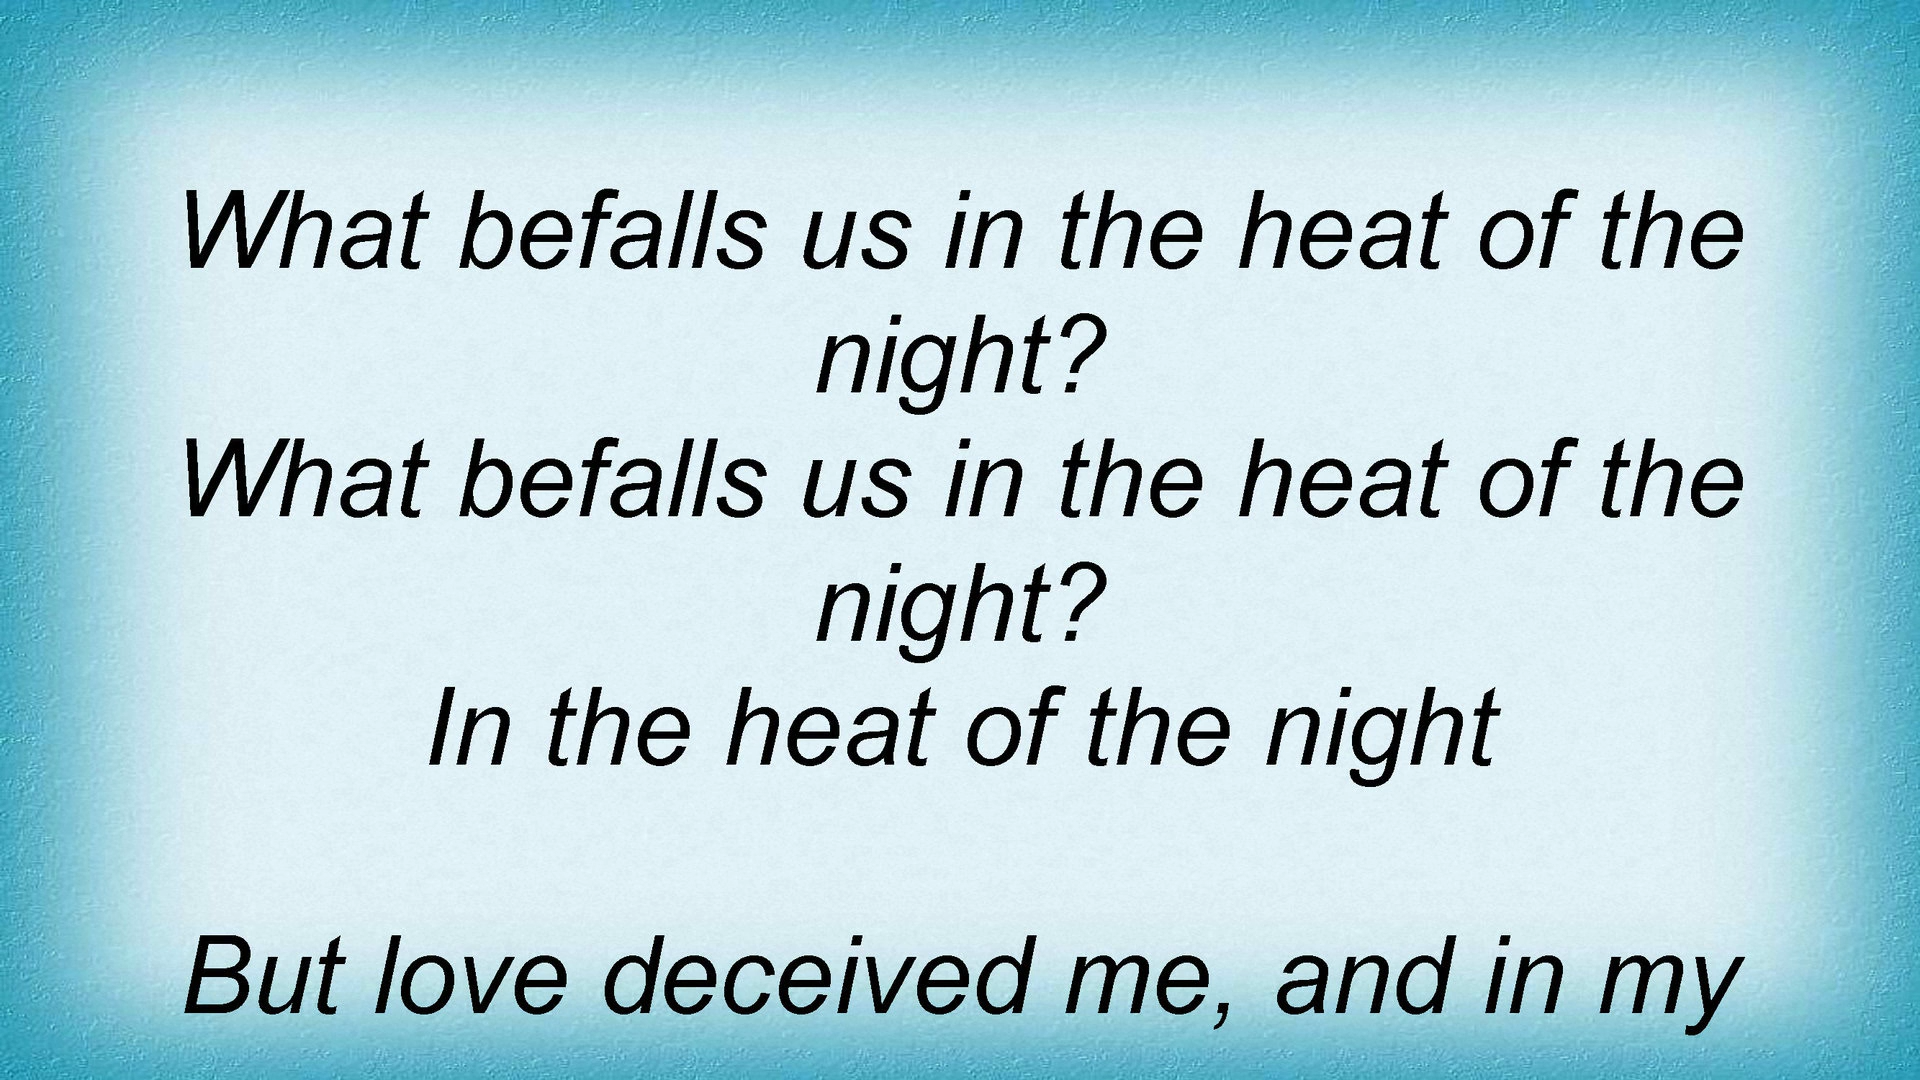 What befalls us in the heat of the
night?
What befalls us in the heat of the
night?
In the heat of the night
But love deceived me, and in my